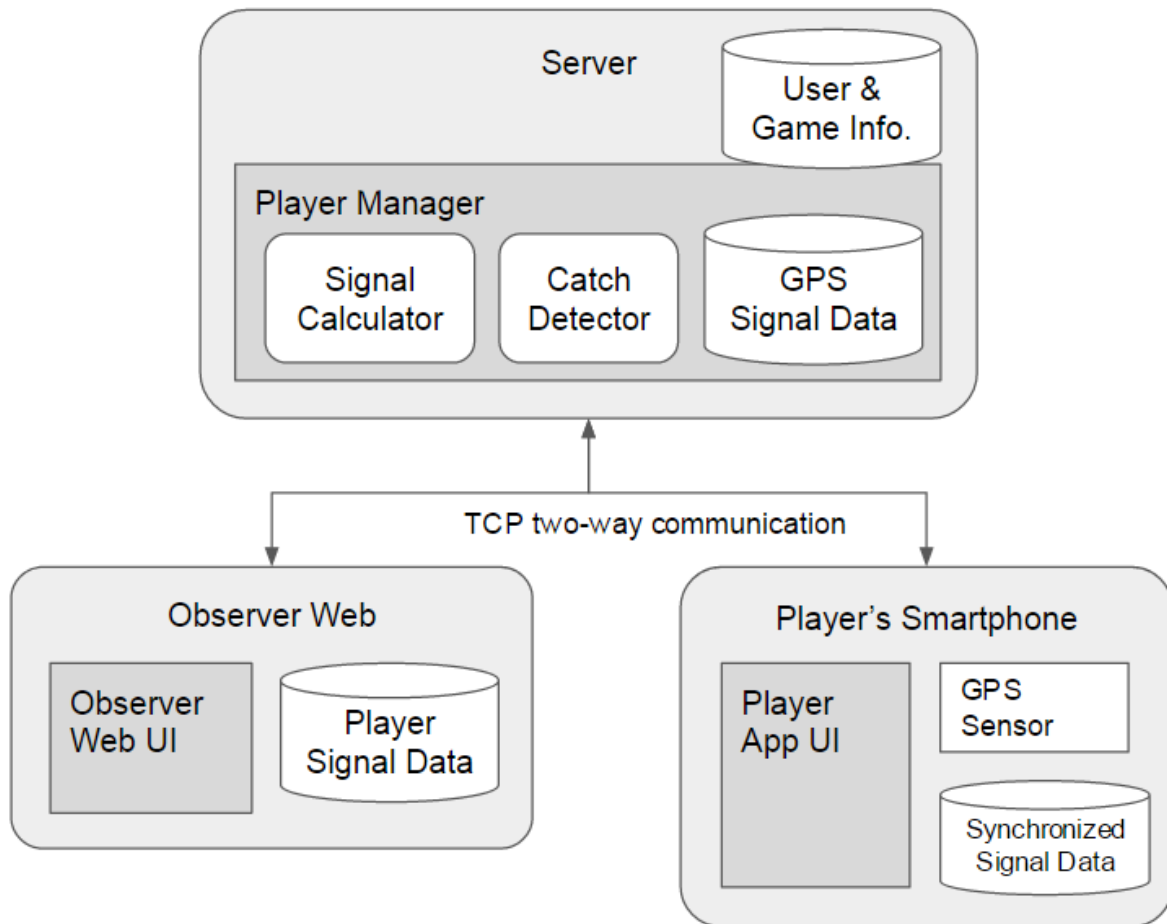 Server
User &
Game Info.
Player Manager
Signal
Calculator
Catch
Detector
GPS
Signal Data
TCP two-way communication
Observer Web
Observer
Web UI
Player
Signal Data
Player's Smartphone
Player
App UI
GPS
Sensor
Synchronized
Signal Data